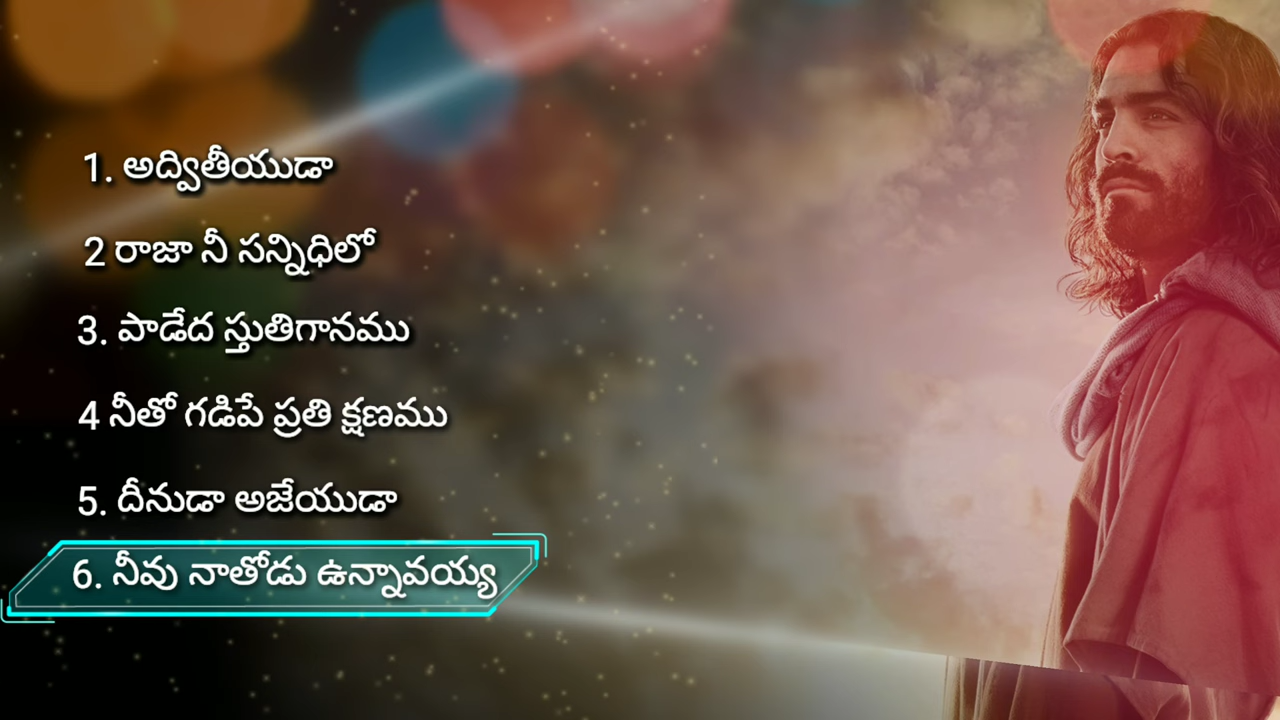 1. అద్వితీయుడా
2 రాజా నీ సన్నిధిలో
3. పాడేద స్తుతిగానము
4 నీతో గడిపే ప్రతి క్షణము
5. దీనుడా అజేయుడా
6. నీవు నాతోడు ఉన్నావయ్య